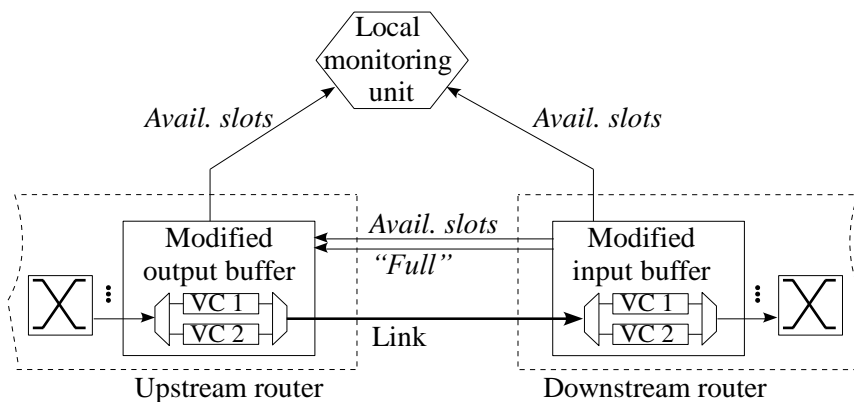 Local
monitoring
unit
Avail. slots
Avail. slots
Modified
output buffer
VC 1
VC 2
Avail. slots
“Full”
Link
Modified
input buffer
VC 1
VC 2
Upstream router
Downstream router